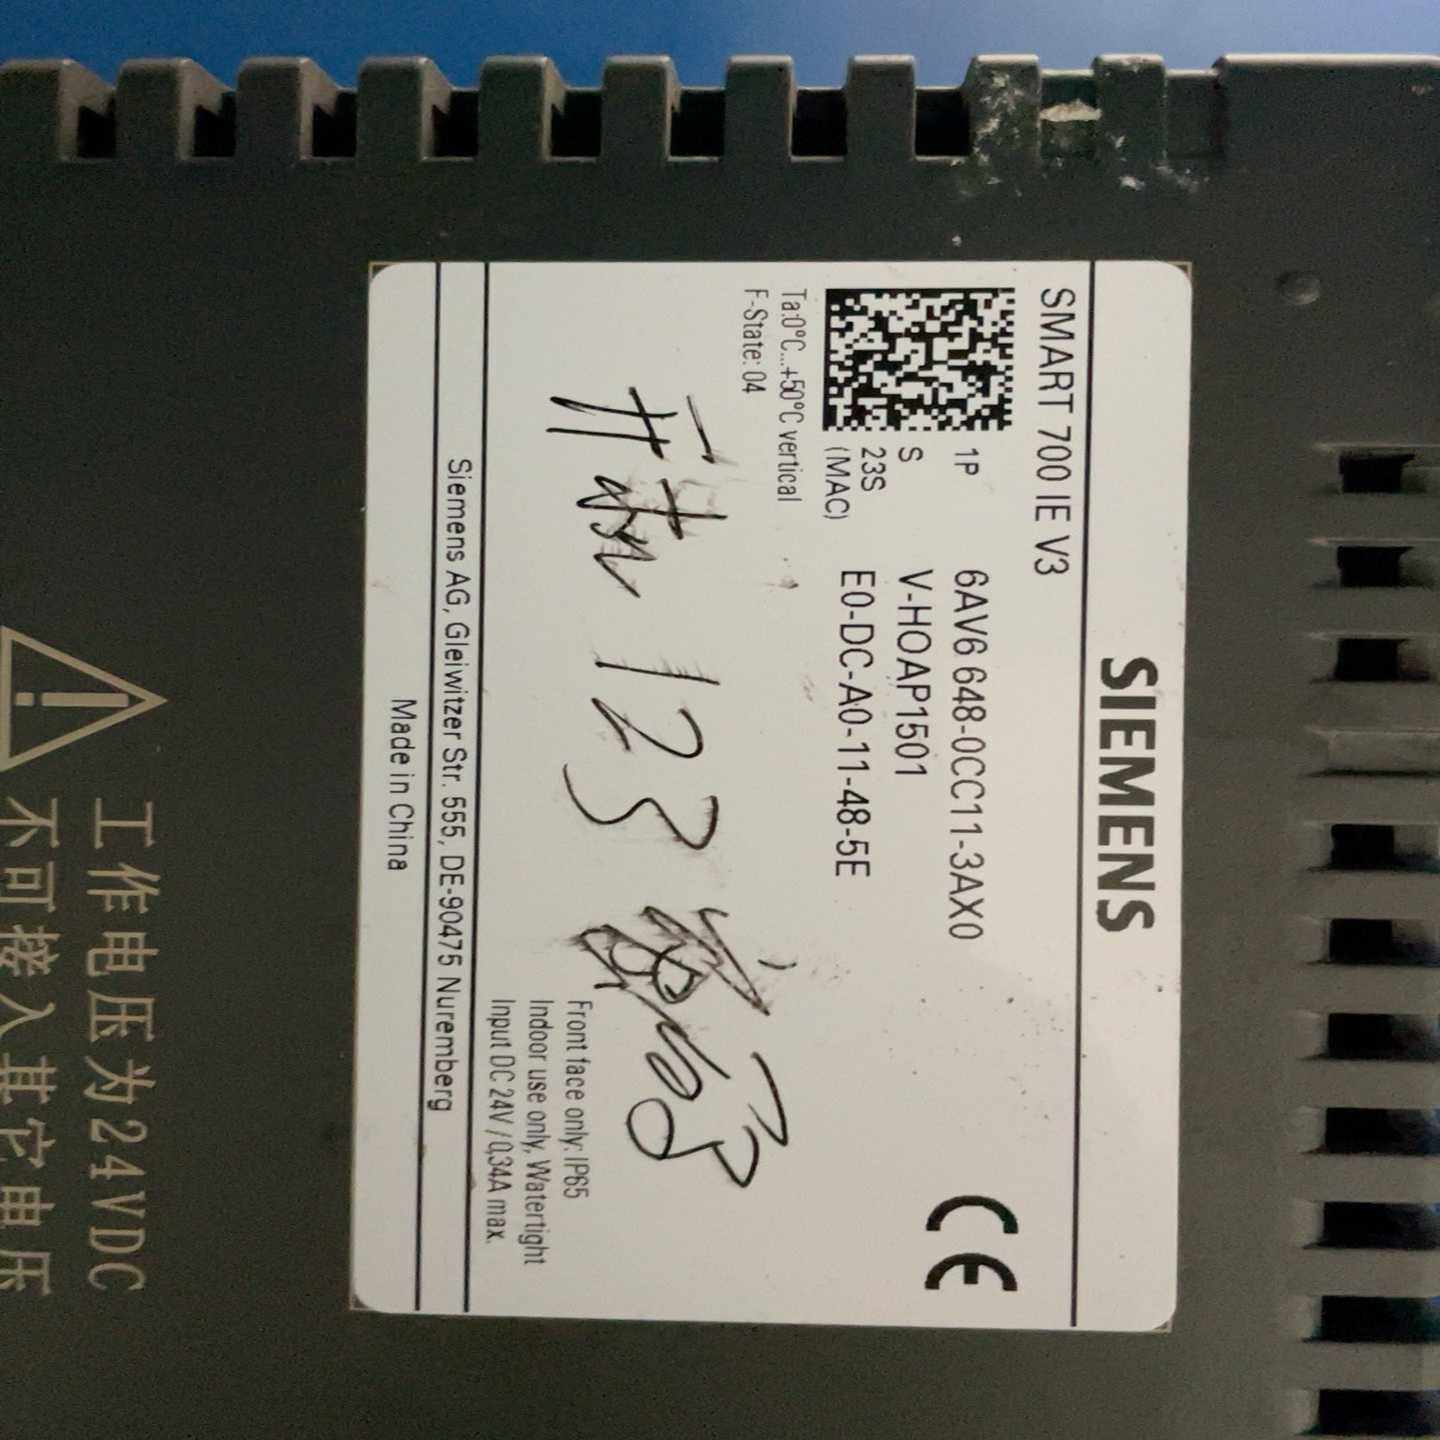 SIEMENS
SMART 700 IE V3
1P 6AV6 648-0CC11-3AX0
S V-HOAP1501
23S E0-DC-A0-11-48-5E
(MAC)
Ta:0°C...+50°C vertical
F-State: 04
123
Front face only: IP65
Indoor use only, Watertight
Input DC 24V / 0,34A max.
Siemens AG, Gleiwitzer Str. 555, DE-90475 Nuremberg
Made in China
工作电压为24VDC
不可接入其它电压